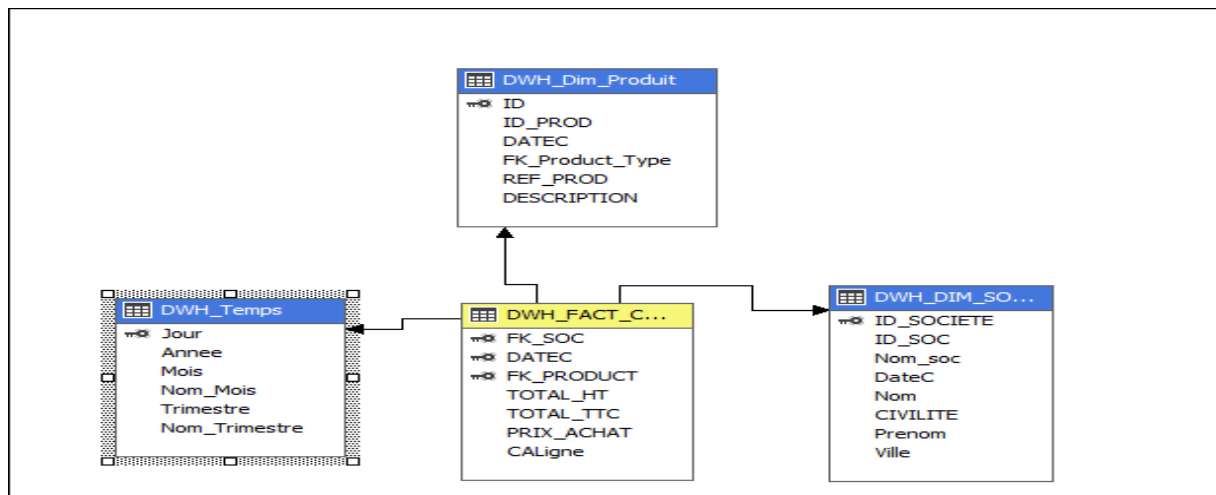 DWH_Dim_Produit
ID
ID_PROD
DATEC
FK_Product_Type
REF_PROD
DESCRIPTION
DWH_Temps
Jour
Annee
Mois
Nom_Mois
Trimestre
Nom_Trimestre
DWH_FACT_C...
FK_SOC
DATEC
FK_PRODUCT
TOTAL_HT
TOTAL_TTC
PRIX_ACHAT
CALigne
DWH_DIM_SO...
ID_SOCIETE
ID_SOC
Nom_soc
DateC
Nom
CIVILITE
Prenom
Ville